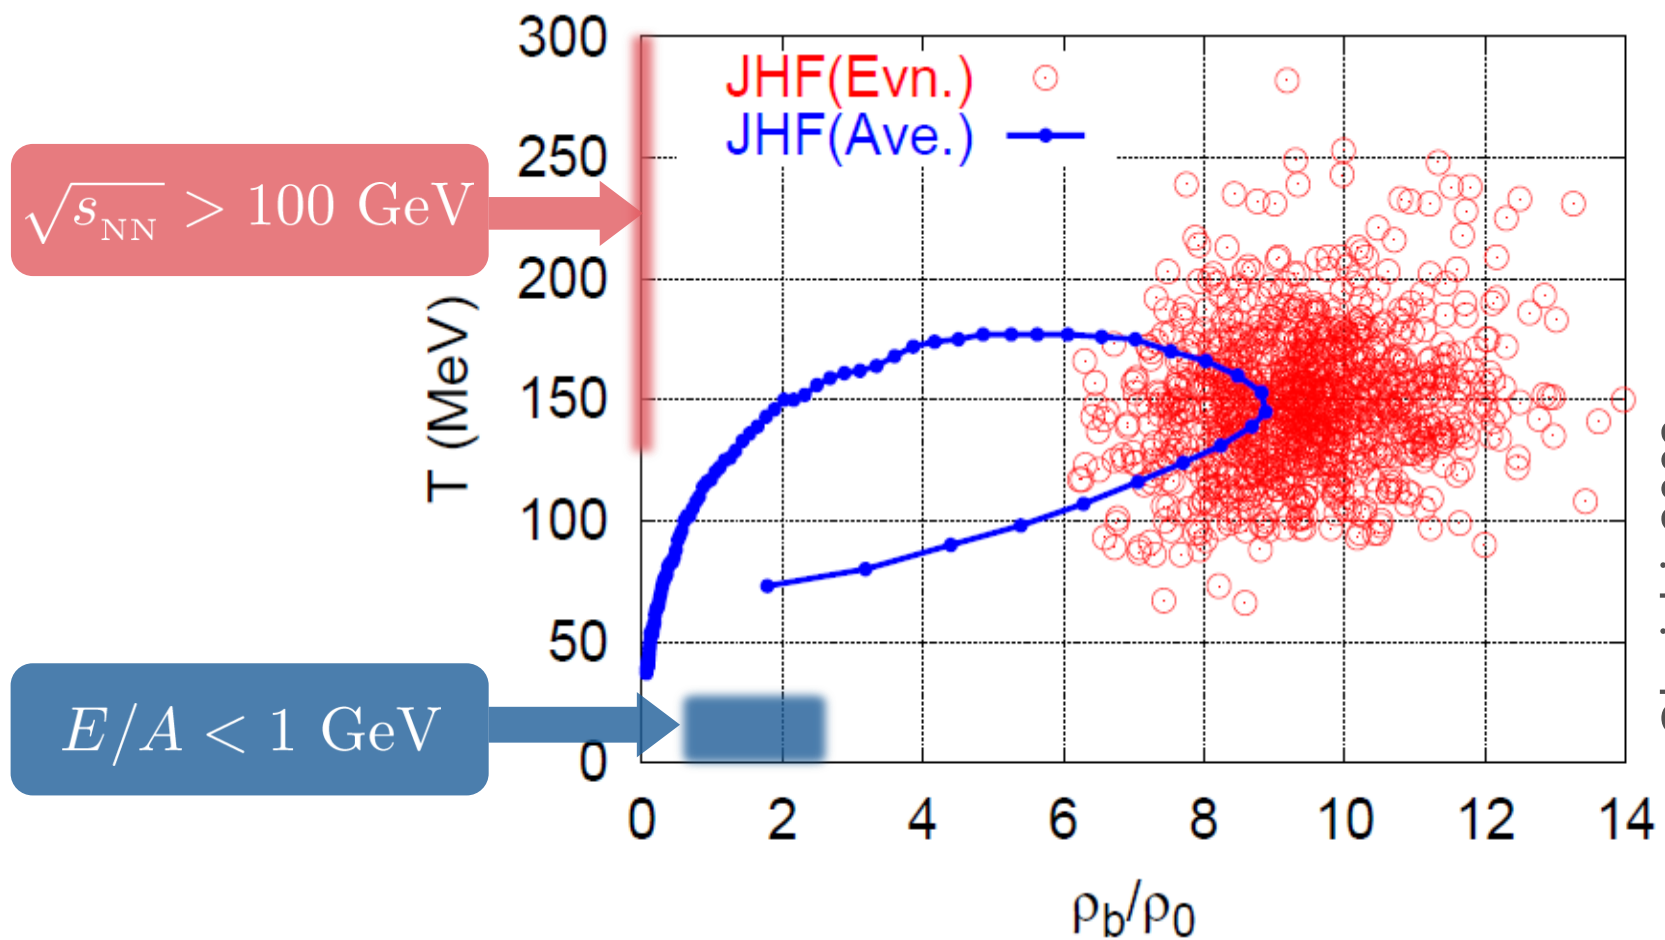 300
JHF(Evn.)
JHF(Ave.)
250
√s_NN > 100 GeV
200
T (MeV)
150
100
50
E/A < 1 GeV
0
0 2 4 6 8 10 12 14
ρb/ρ0